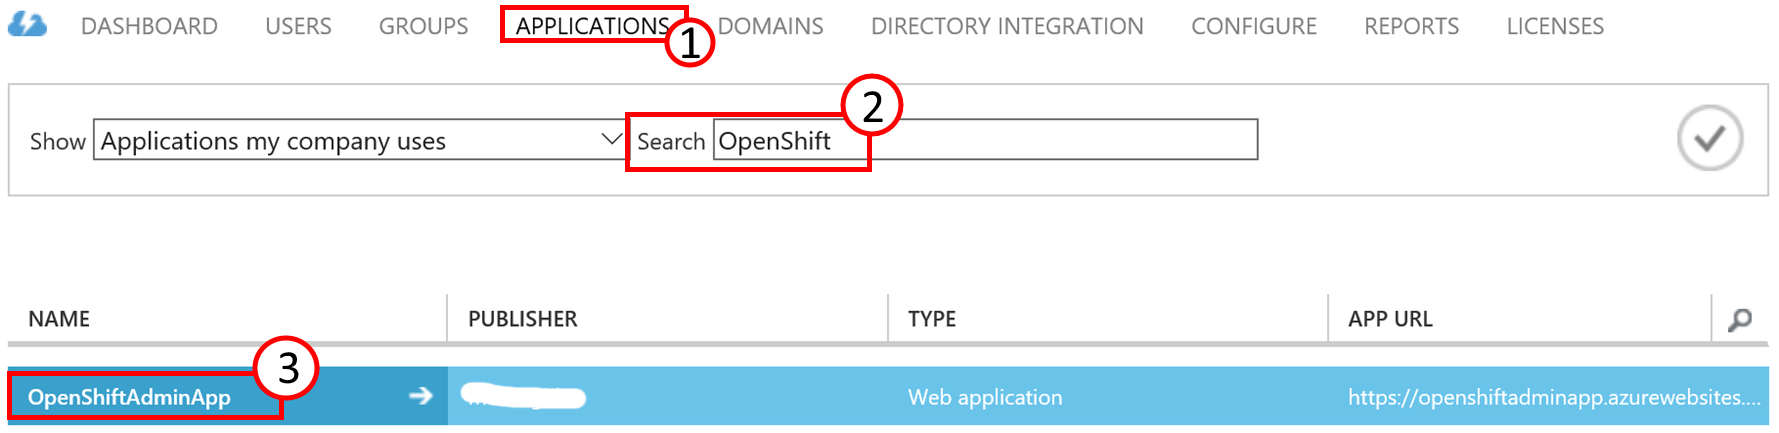 DASHBOARD USERS GROUPS APPLICATIONS DOMAINS DIRECTORY INTEGRATION CONFIGURE REPORTS LICENSES
1
2
Show Applications my company uses Search OpenShift
NAME PUBLISHER TYPE APP URL
3
OpenShiftAdminApp Web application https://openshiftadminapp.azurewebsites....